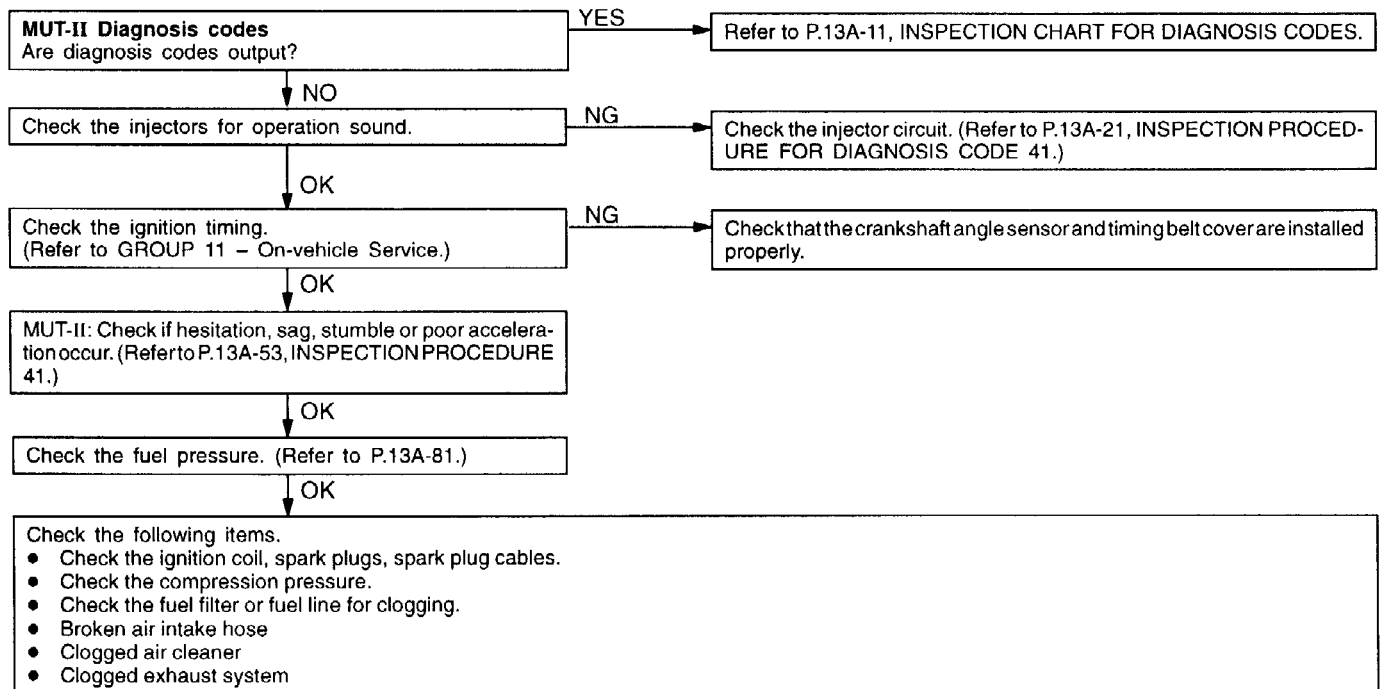 MUT-II Diagnosis codes
YES
Refer to P.13A-11, INSPECTION CHART FOR DIAGNOSIS CODES.
Are diagnosis codes output?
NO
Check the injectors for operation sound.
NG
Check the injector circuit. (Refer to P.13A-21, INSPECTION PROCED-
URE FOR DIAGNOSIS CODE 41.)
OK
Check the ignition timing.
(Refer to GROUP 11 – On-vehicle Service.)
NG
Check that the crankshaft angle sensor and timing belt cover are installed
properly.
OK
MUT-II: Check if hesitation, sag, stumble or poor accelera-
tion occur. (Refer to P.13A-53, INSPECTION PROCEDURE
41.)
OK
Check the fuel pressure. (Refer to P.13A-81.)
OK
Check the following items.
● Check the ignition coil, spark plugs, spark plug cables.
● Check the compression pressure.
● Check the fuel filter or fuel line for clogging.
● Broken air intake hose
● Clogged air cleaner
● Clogged exhaust system